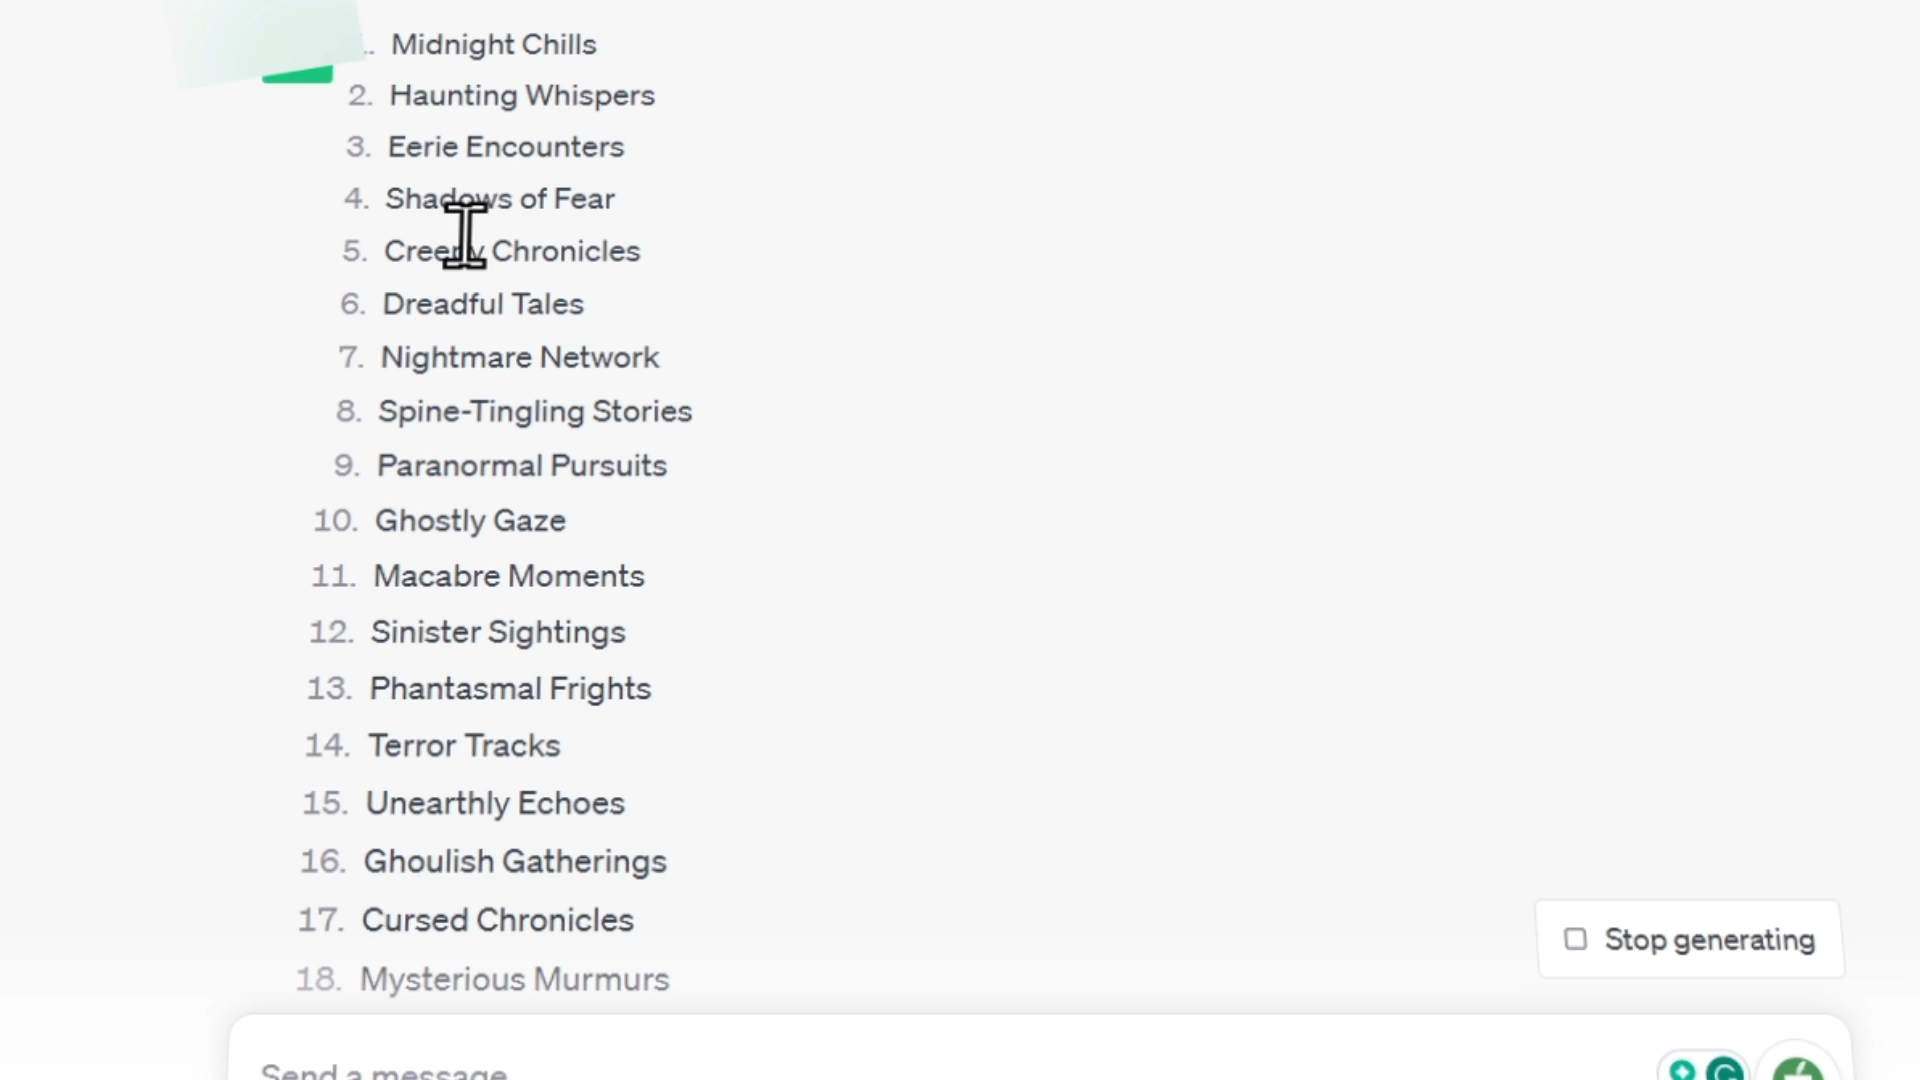 Midnight Chills
2. Haunting Whispers
3. Eerie Encounters
4. Shadows of Fear
5. Creepy Chronicles
6. Dreadful Tales
7. Nightmare Network
8. Spine-Tingling Stories
9. Paranormal Pursuits
10. Ghostly Gaze
11. Macabre Moments
12. Sinister Sightings
13. Phantasmal Frights
14. Terror Tracks
15. Unearthly Echoes
16. Ghoulish Gatherings
17. Cursed Chronicles
Stop generating
18. Mysterious Murmurs
Send a message